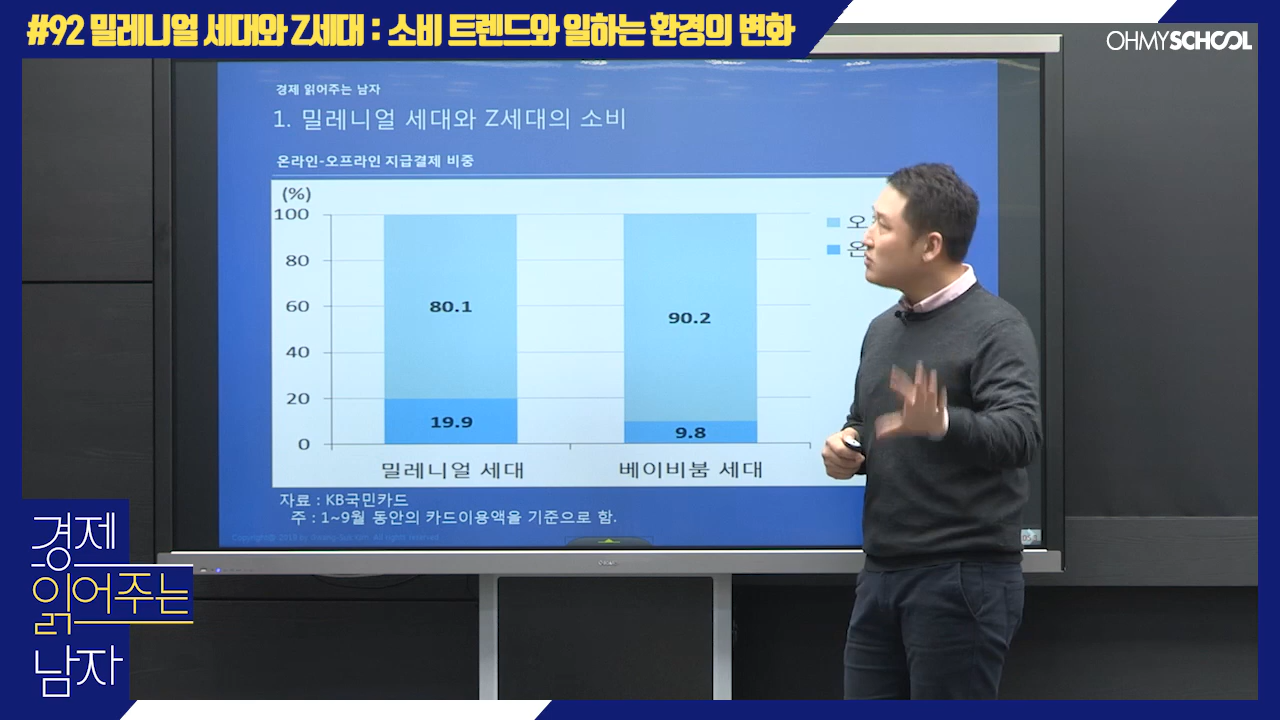 #92 밀레니얼 세대와 Z세대 : 소비 트렌드와 일하는 환경의 변화
OHMYSCHOOL
경제 읽어주는 남자
1. 밀레니얼 세대와 Z세대의 소비
온라인-오프라인 지급결제 비중
(%)
100
80
60
40
20
0
80.1
19.9
90.2
9.8
오
온
밀레니얼 세대
베이비붐 세대
자료 : KB국민카드
주 : 1~9월 동안의 카드이용액을 기준으로 함.
경제
읽어주는
남자